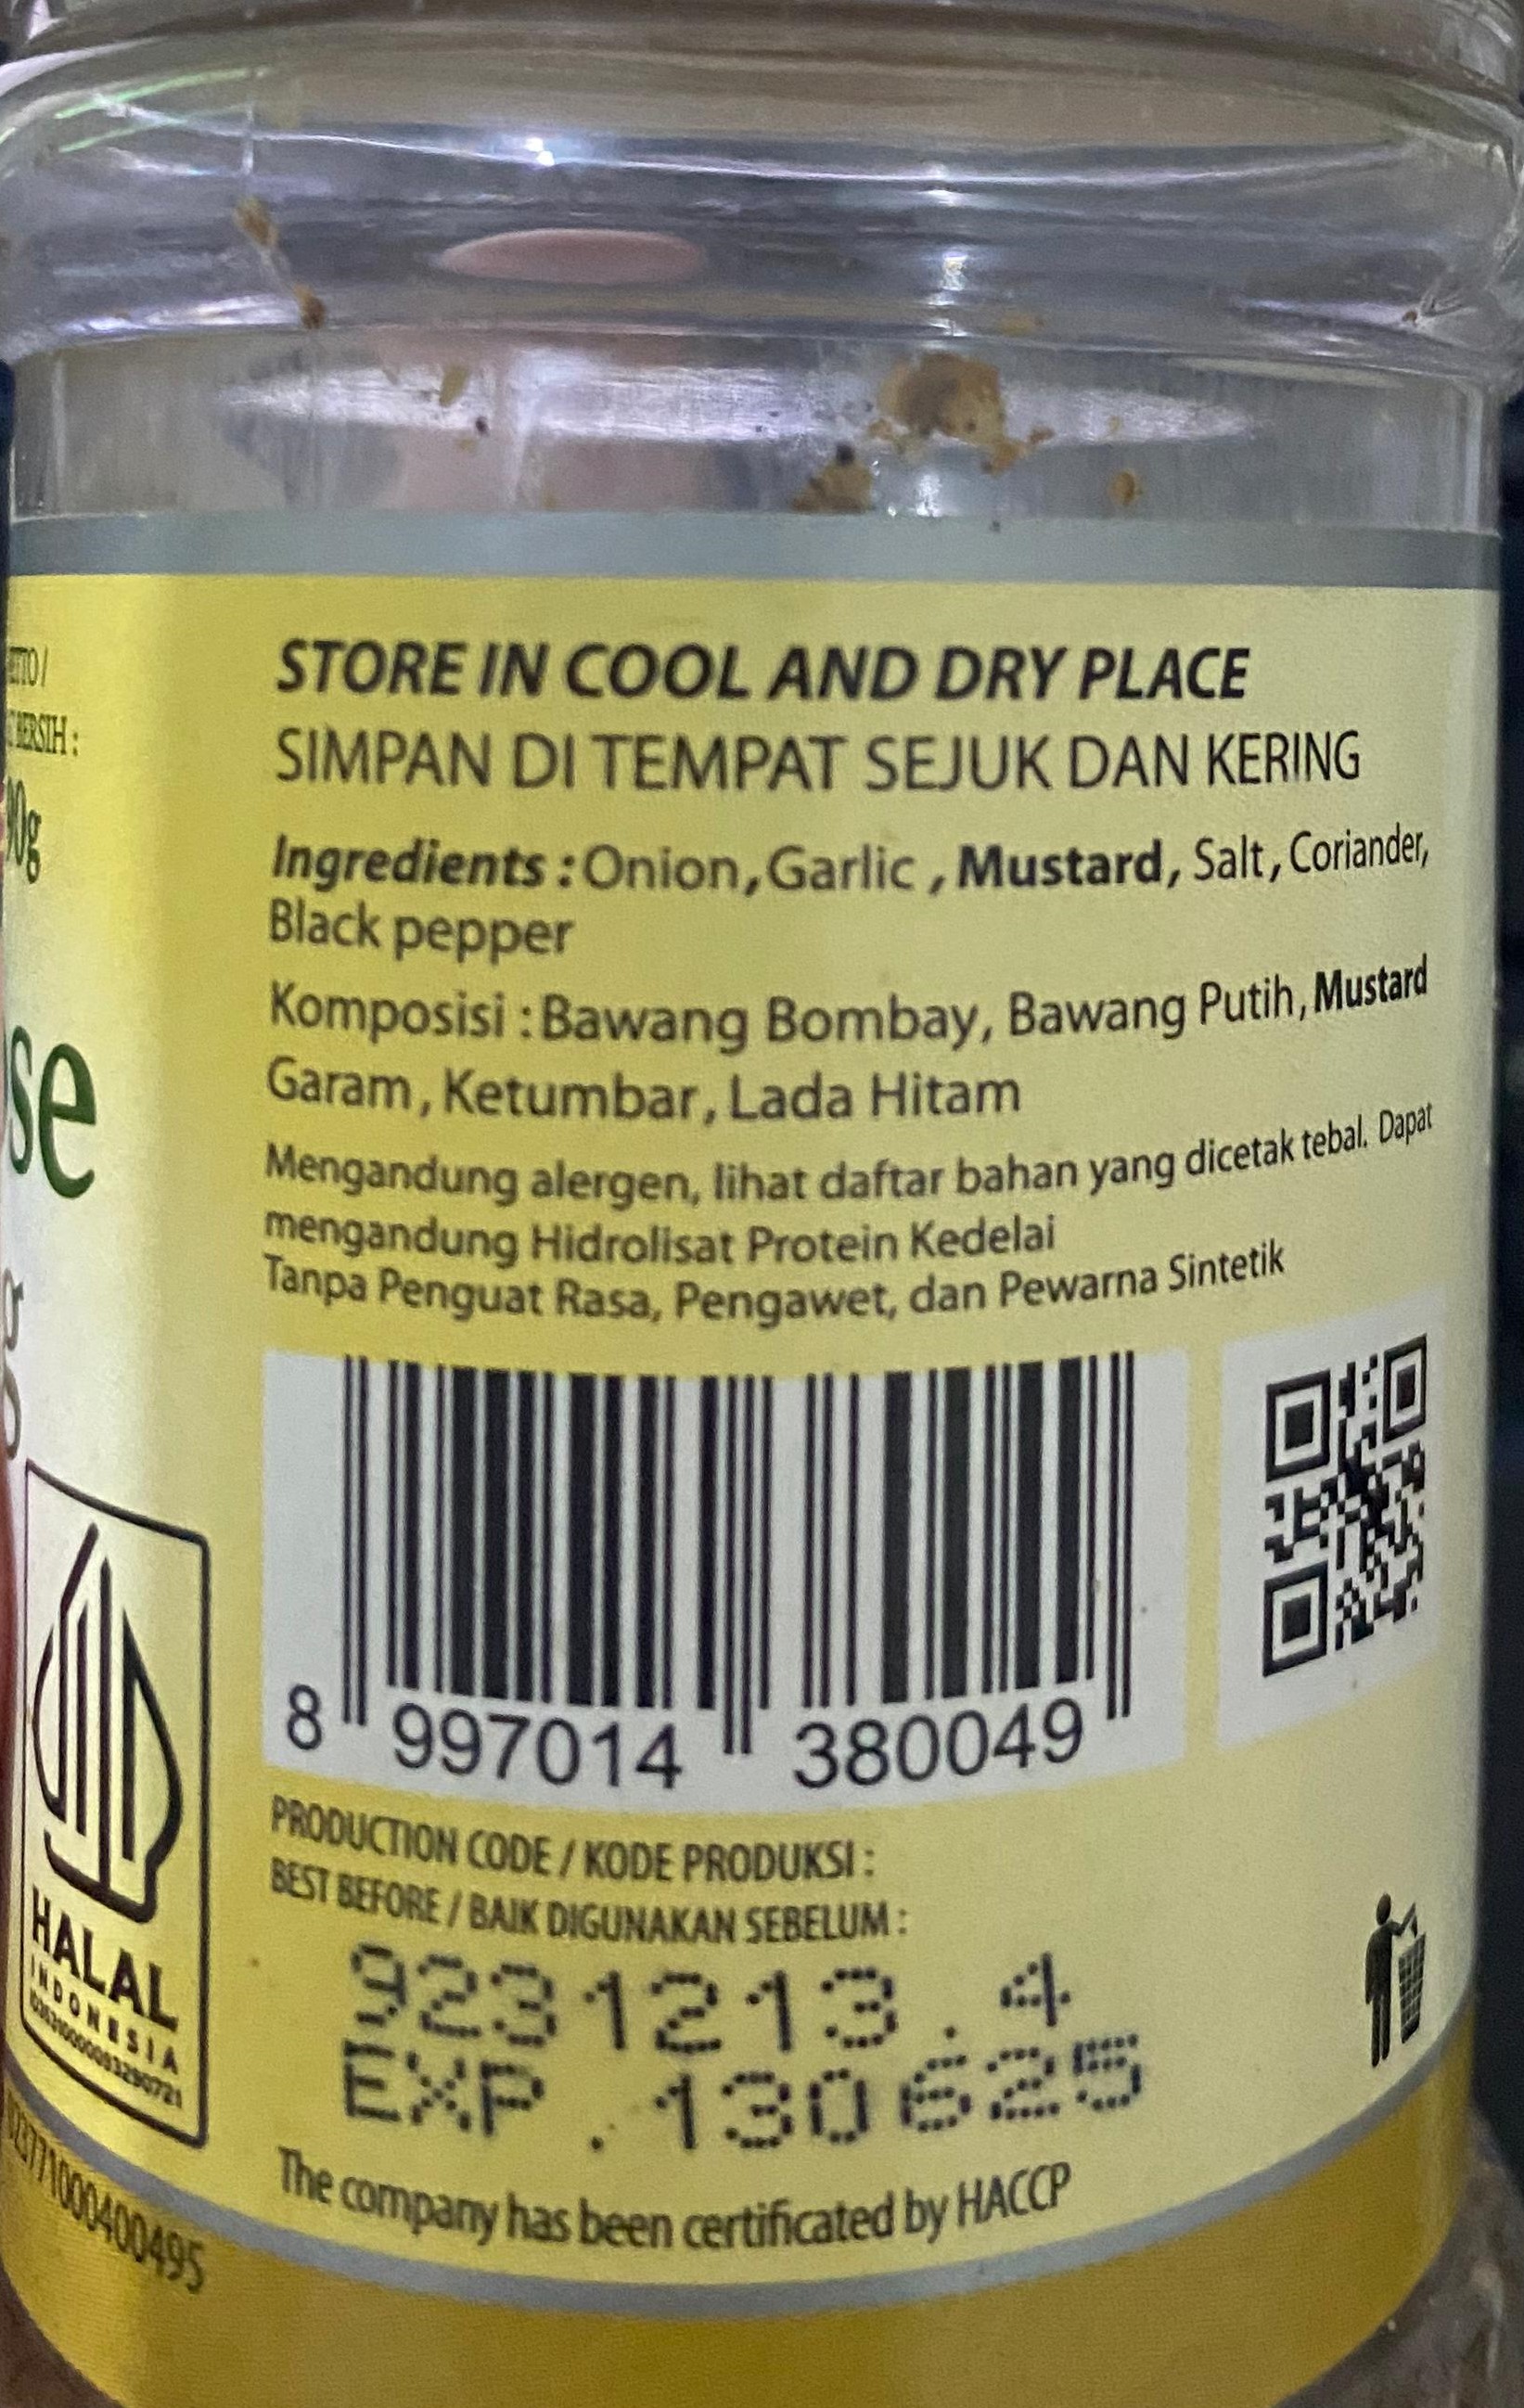 BERSIH :
se
STORE IN COOL AND DRY PLACE
SIMPAN DI TEMPAT SEJUK DAN KERING
Ingredients : Onion, Garlic , Mustard, Salt, Coriander,
Black pepper
Komposisi : Bawang Bombay, Bawang Putih, Mustard
Garam, Ketumbar, Lada Hitam
Mengandung alergen, lihat daftar bahan yang dicetak tebal. Dapat
mengandung Hidrolisat Protein Kedelai
Tanpa Penguat Rasa, Pengawet, dan Pewarna Sintetik
8 997014 380049
PRODUCTION CODE / KODE PRODUKSI :
BEST BEFORE / BAIK DIGUNAKAN SEBELUM :
9231213.4
EXP.130625
The company has been certificated by HACCP
HALAL
INDONESIA